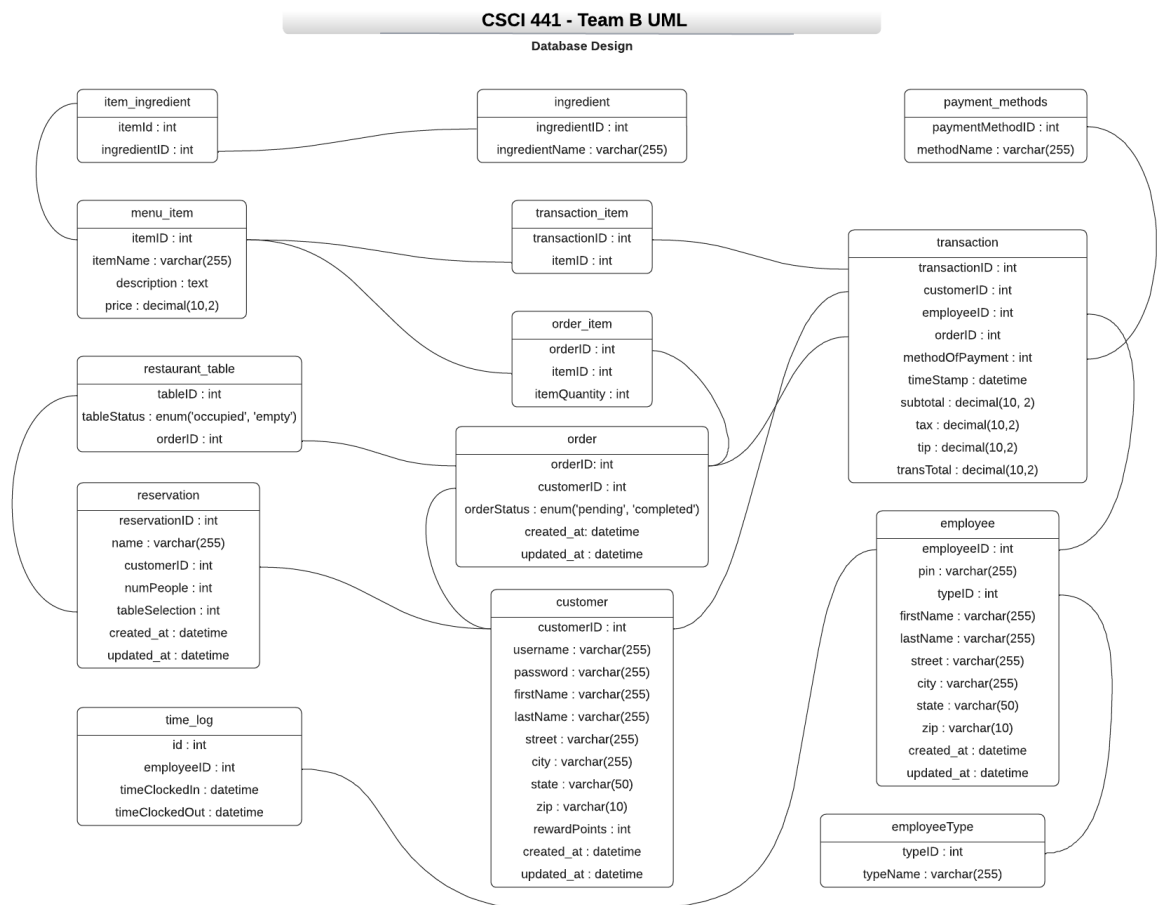 CSCI 441 - Team B UML
Database Design
item_ingredient
itemId : int
ingredientID : int
ingredient
ingredientID : int
ingredientName : varchar(255)
payment_methods
paymentMethodID : int
methodName : varchar(255)
menu_item
itemID : int
itemName : varchar(255)
description : text
price : decimal(10,2)
transaction_item
transactionID : int
itemID : int
transaction
transactionID : int
customerID : int
employeeID : int
orderID : int
methodOfPayment : int
timeStamp : datetime
subtotal : decimal(10, 2)
tax : decimal(10,2)
tip : decimal(10,2)
transTotal : decimal(10,2)
order_item
orderID : int
itemID : int
itemQuantity : int
restaurant_table
tableID : int
tableStatus : enum('occupied', 'empty')
orderID : int
order
orderID: int
customerID : int
orderStatus : enum('pending', 'completed')
created_at: datetime
updated_at : datetime
reservation
reservationID : int
name : varchar(255)
customerID : int
numPeople : int
tableSelection : int
created_at : datetime
updated_at : datetime
employee
employeeID : int
pin : varchar(255)
typeID : int
firstName : varchar(255)
lastName : varchar(255)
street : varchar(255)
city : varchar(255)
state : varchar(50)
zip : varchar(10)
created_at : datetime
updated_at : datetime
customer
customerID : int
username : varchar(255)
password : varchar(255)
firstName : varchar(255)
lastName : varchar(255)
street : varchar(255)
city : varchar(255)
state : varchar(50)
zip : varchar(10)
rewardPoints : int
created_at : datetime
updated_at : datetime
time_log
id : int
employeeID : int
timeClockedIn : datetime
timeClockedOut : datetime
employeeType
typeID : int
typeName : varchar(255)